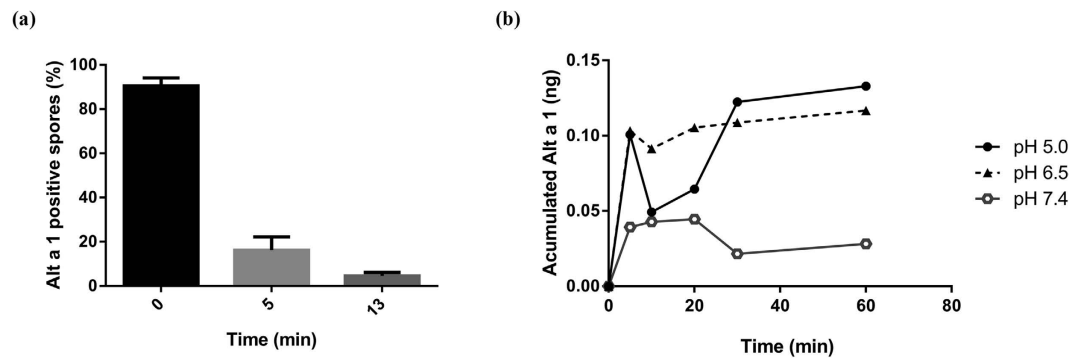 (a)
Alt a 1 positive spores (%)
100
80
60
40
20
0
0
5
13
Time (min)
(b)
Acumulated Alt a 1 (ng)
0.15
0.10
0.05
0.00
0
20
40
60
80
Time (min)
pH 5.0
pH 6.5
pH 7.4